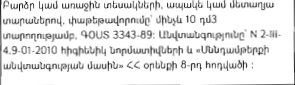 Բարձր կամ առաջին տեսակների, ապակե կամ մետաղյա
տարաներով, փաթեթավորումը՝ մինչև 10 դմ3
տարողությամբ, ԳՕՍՏ 3343-89: Անվտանգությունը՝ N 2-III-
4.9-01-2010 հիգիենիկ նորմատիվների և «Սննդամթերքի
անվտանգության մասին» ՀՀ օրենքի 8-րդ հոդվածի :